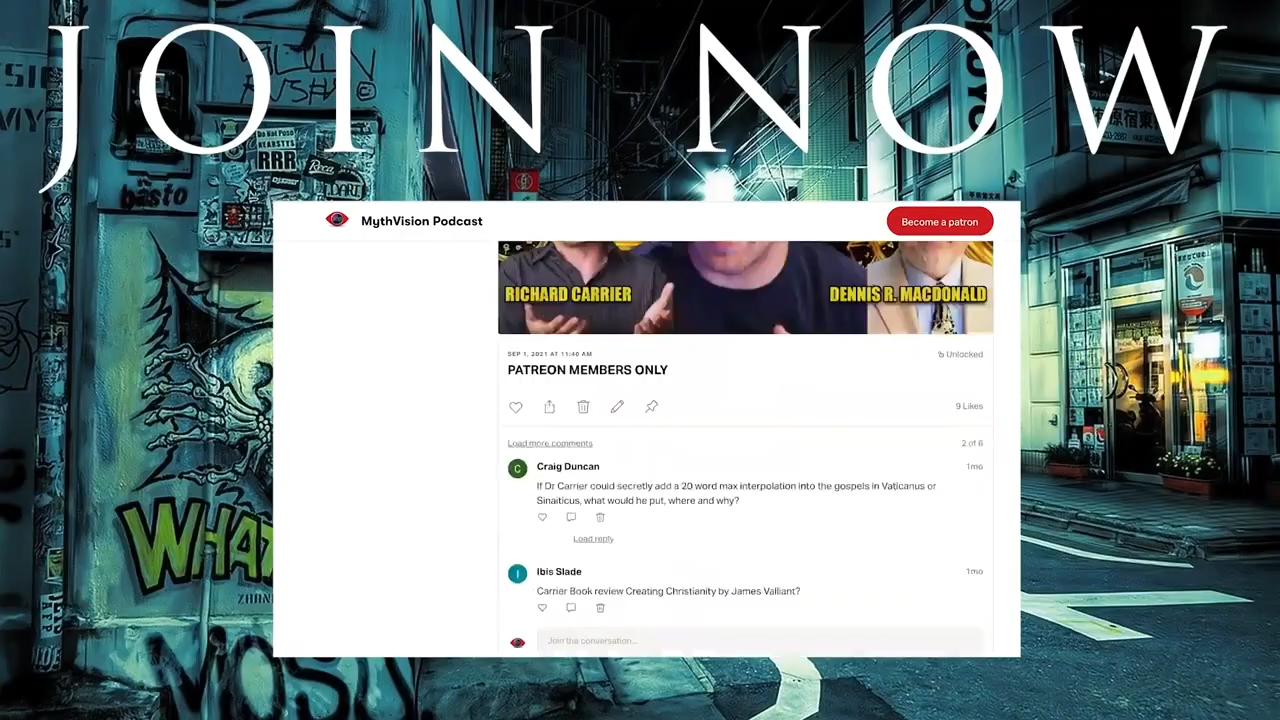 JOIN NOW
RRR
basto
MythVision Podcast
Become a patron
RICHARD CARRIER
DENNIS R. MACDONALD
SEP 1, 2021 AT 11:40 AM
Unlocked
PATREON MEMBERS ONLY
9 Likes
Load more comments
2 of 6
C
Craig Duncan
1mo
If Dr Carrier could secretly add a 20 word max interpolation into the gospels in Vaticanus or
Sinaiticus, what would he put, where and why?
Load reply
I
Ibis Slade
1mo
Carrier Book review Creating Christianity by James Valliant?
Join the conversation...
WHAT